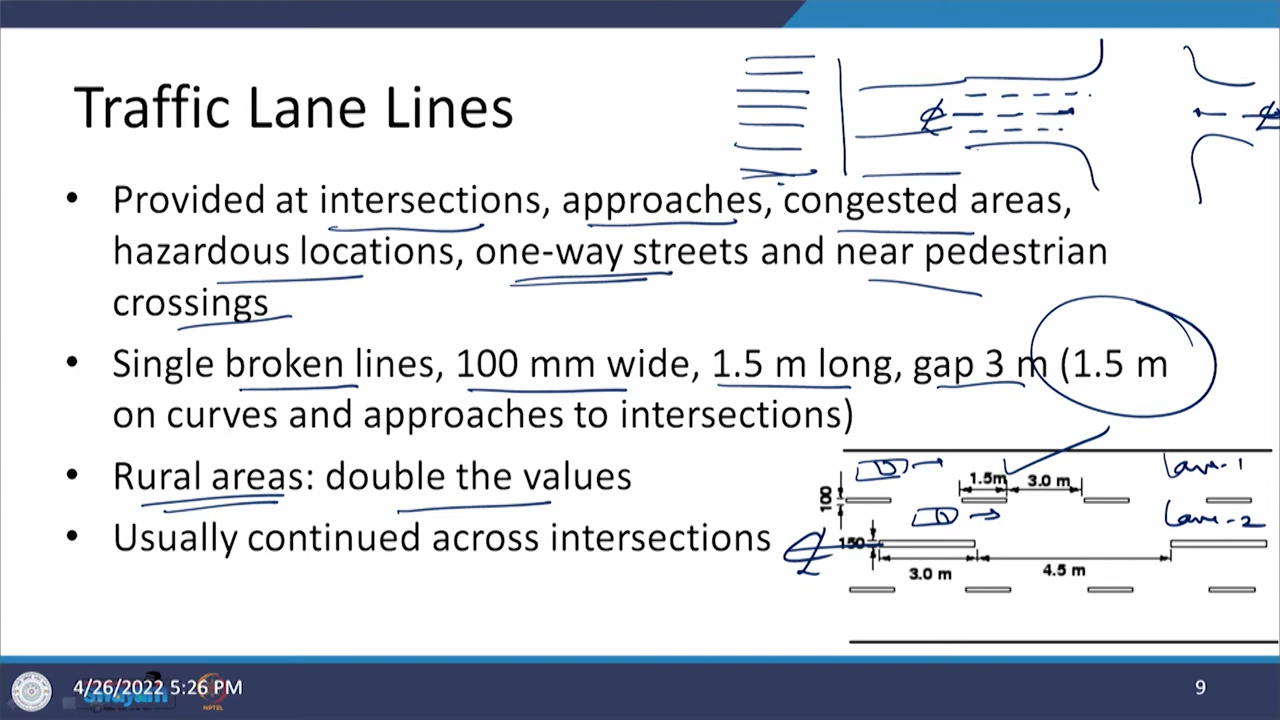 Traffic Lane Lines
• Provided at intersections, approaches, congested areas,
hazardous locations, one-way streets and near pedestrian
crossings
• Single broken lines, 100 mm wide, 1.5 m long, gap 3 m (1.5 m
on curves and approaches to intersections)
• Rural areas: double the values
• Usually continued across intersections
Lane-1
1.5m
3.0 m
100
Lane-2
150
3.0 m
4.5 m
4/26/2022 5:26 PM
NPTEL
9